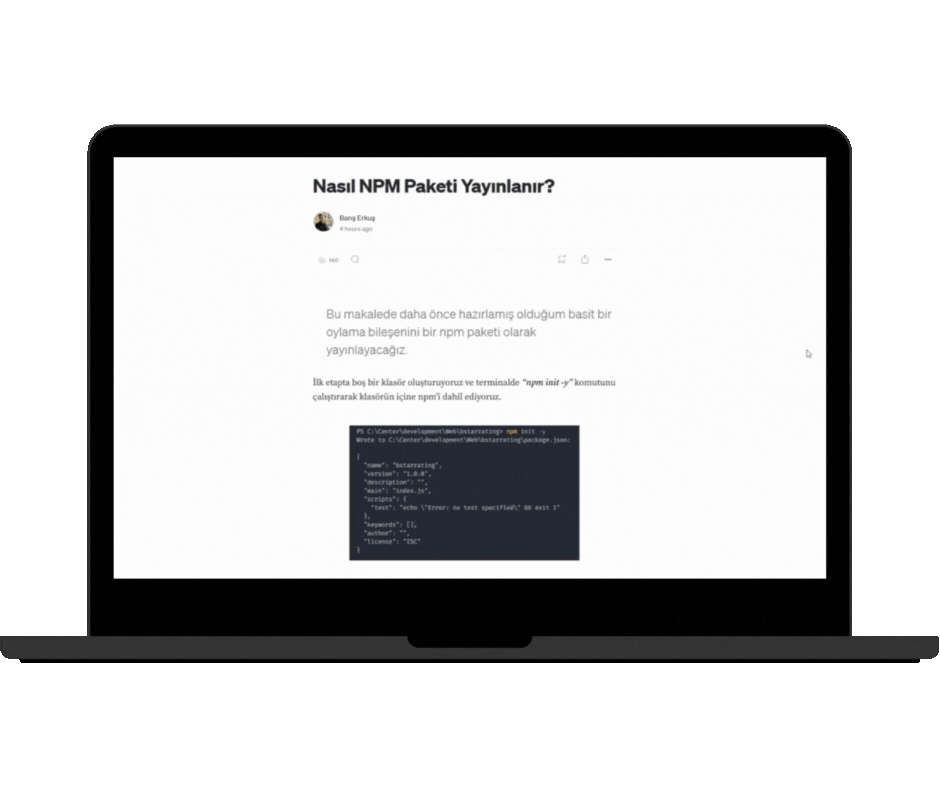 Nasıl NPM Paketi Yayınlanır?
Barış Erkuş
4 hours ago
Bu makalede daha önce hazırlamış olduğum basit bir
oylama bileşenini bir npm paketi olarak
yayınlayacağız.
İlk etapta boş bir klasör oluşturuyoruz ve terminalde “npm init -y” komutunu
çalıştırarak klasörün içine npm’i dahil ediyoruz.
PS C:\Center\development\Web\bstarrating> npm init -y
Wrote to C:\Center\development\Web\bstarrating\package.json:
{
"name": "bstarrating",
"version": "1.0.0",
"description": "",
"main": "index.js",
"scripts": {
"test": "echo \"Error: no test specified\" && exit 1"
},
"keywords": [],
"author": "",
"license": "ISC"
}